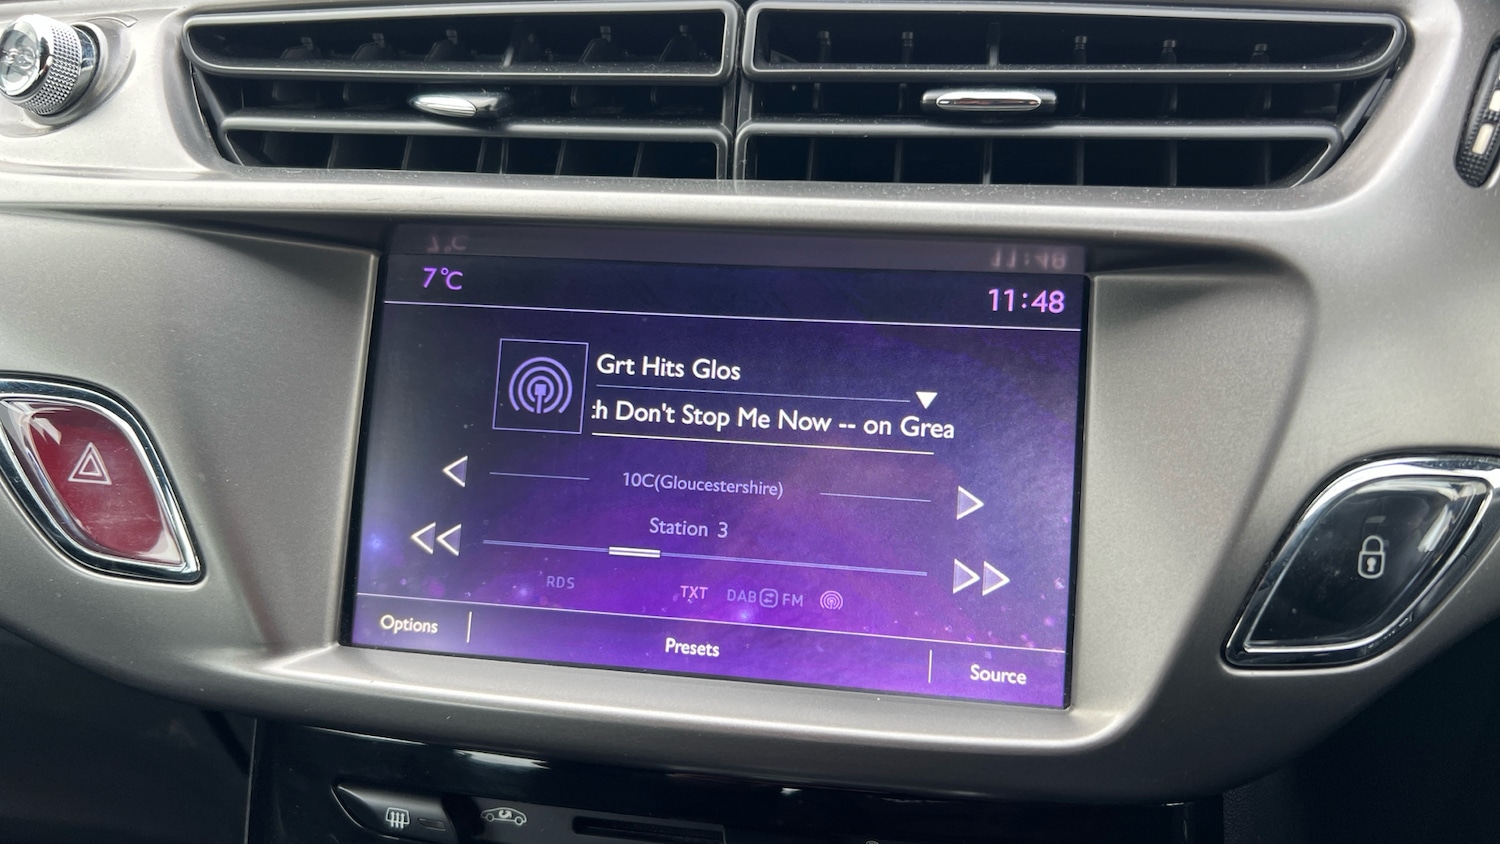 7°C
11:48
Grt Hits Glos
:h Don't Stop Me Now -- on Grea
10C(Gloucestershire)
Station 3
RDS TXT DAB FM
Options Presets Source